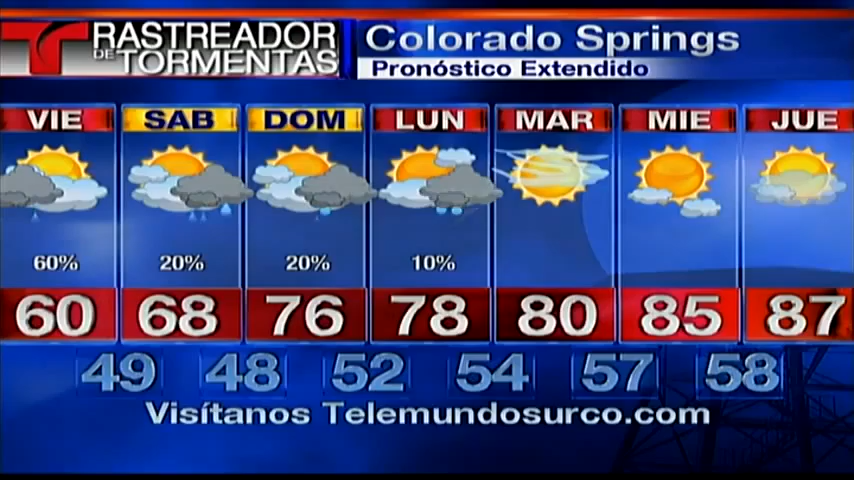 RASTREADOR
DE TORMENTAS
Colorado Springs
Pronóstico Extendido
VIE SAB DOM LUN MAR MIE JUE
60% 20% 20% 10%
60 68 76 78 80 85 87
49 48 52 54 57 58
Visítanos Telemundosurco.com